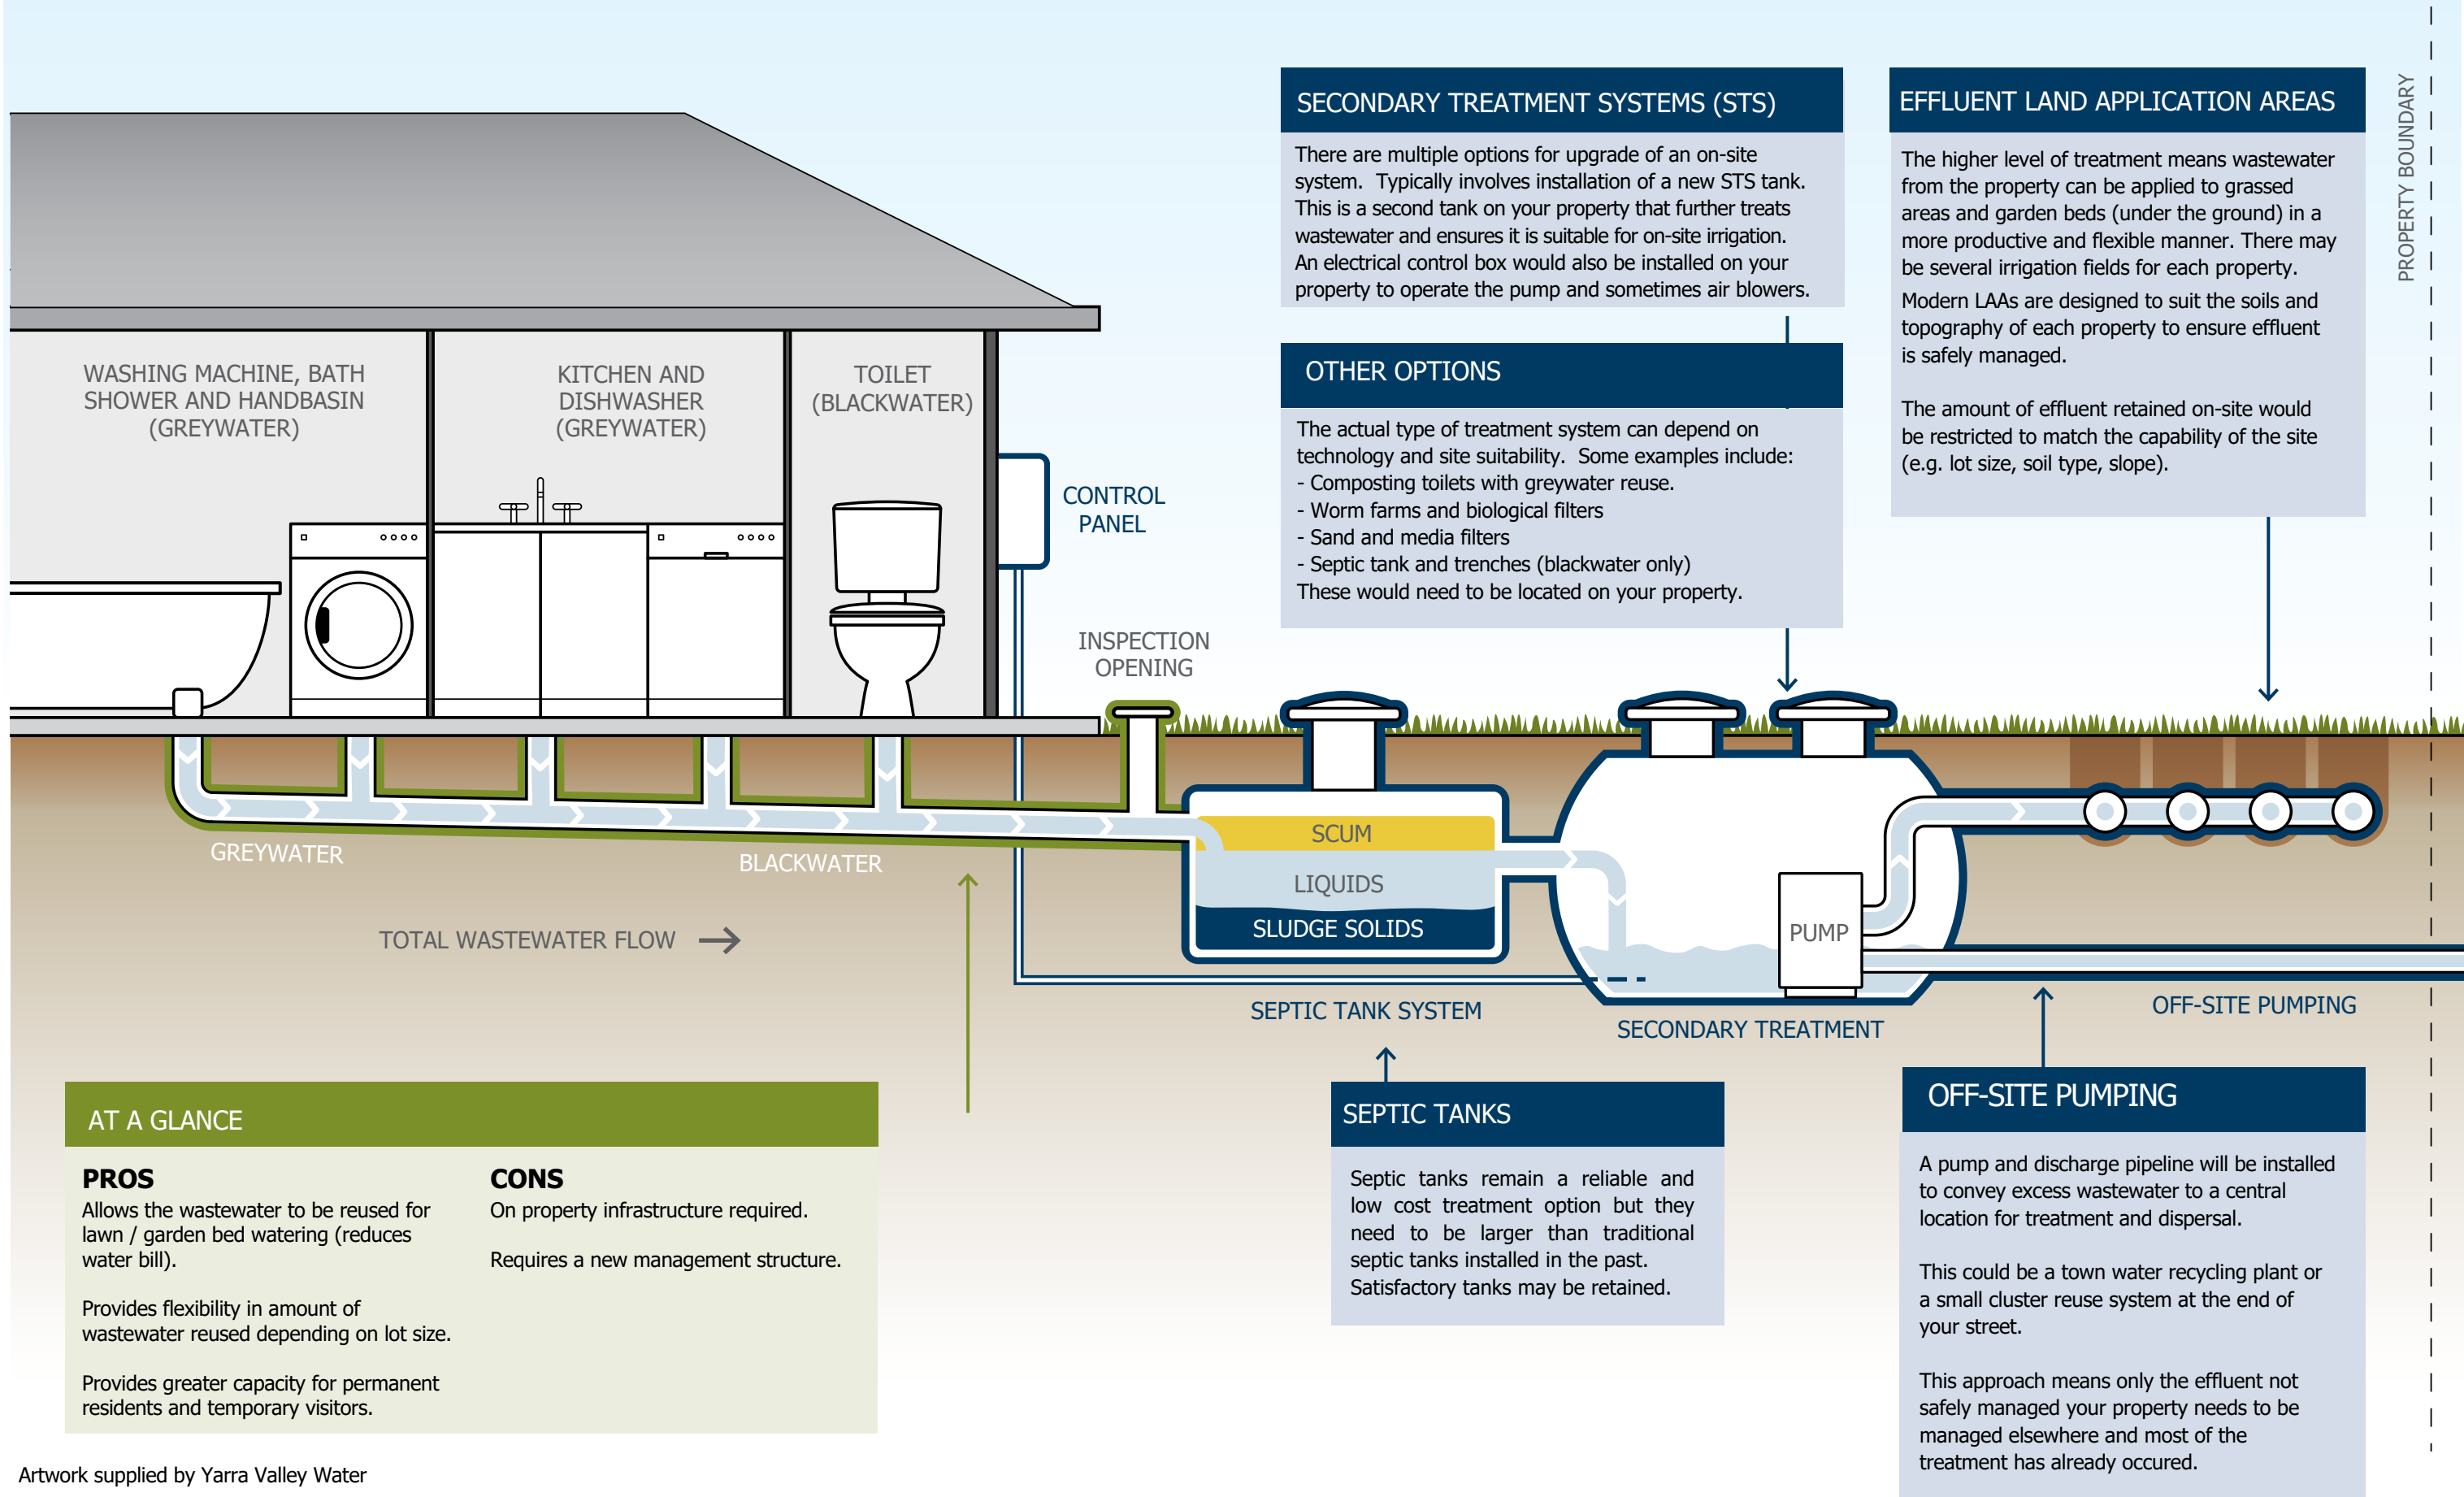 SECONDARY TREATMENT SYSTEMS (STS)
There are multiple options for upgrade of an on-site
system. Typically involves installation of a new STS tank.
This is a second tank on your property that further treats
wastewater and ensures it is suitable for on-site irrigation.
An electrical control box would also be installed on your
property to operate the pump and sometimes air blowers.
EFFLUENT LAND APPLICATION AREAS
The higher level of treatment means wastewater
from the property can be applied to grassed
areas and garden beds (under the ground) in a
more productive and flexible manner. There may
be several irrigation fields for each property.
Modern LAAs are designed to suit the soils and
topography of each property to ensure effluent
is safely managed.
The amount of effluent retained on-site would
be restricted to match the capability of the site
(e.g. lot size, soil type, slope).
PROPERTY BOUNDARY
OTHER OPTIONS
The actual type of treatment system can depend on
technology and site suitability. Some examples include:
- Composting toilets with greywater reuse.
- Worm farms and biological filters
- Sand and media filters
- Septic tank and trenches (blackwater only)
These would need to be located on your property.
WASHING MACHINE, BATH
SHOWER AND HANDBASIN
(GREYWATER)
KITCHEN AND
DISHWASHER
(GREYWATER)
TOILET
(BLACKWATER)
CONTROL
PANEL
INSPECTION
OPENING
GREYWATER
BLACKWATER
TOTAL WASTEWATER FLOW
SCUM
LIQUIDS
SLUDGE SOLIDS
PUMP
SEPTIC TANK SYSTEM
SECONDARY TREATMENT
OFF-SITE PUMPING
AT A GLANCE
PROS
Allows the wastewater to be reused for
lawn / garden bed watering (reduces
water bill).
Provides flexibility in amount of
wastewater reused depending on lot size.
Provides greater capacity for permanent
residents and temporary visitors.
CONS
On property infrastructure required.
Requires a new management structure.
SEPTIC TANKS
Septic tanks remain a reliable and
low cost treatment option but they
need to be larger than traditional
septic tanks installed in the past.
Satisfactory tanks may be retained.
OFF-SITE PUMPING
A pump and discharge pipeline will be installed
to convey excess wastewater to a central
location for treatment and dispersal.
This could be a town water recycling plant or
a small cluster reuse system at the end of
your street.
This approach means only the effluent not
safely managed your property needs to be
managed elsewhere and most of the
treatment has already occured.
Artwork supplied by Yarra Valley Water